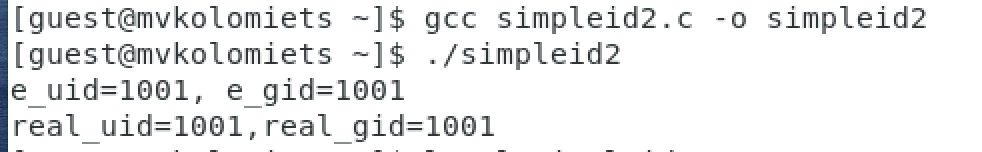 [guest@mvkolomiets ~]$ gcc simpleid2.c -o simpleid2
[guest@mvkolomiets ~]$ ./simpleid2
e_uid=1001, e_gid=1001
real_uid=1001,real_gid=1001